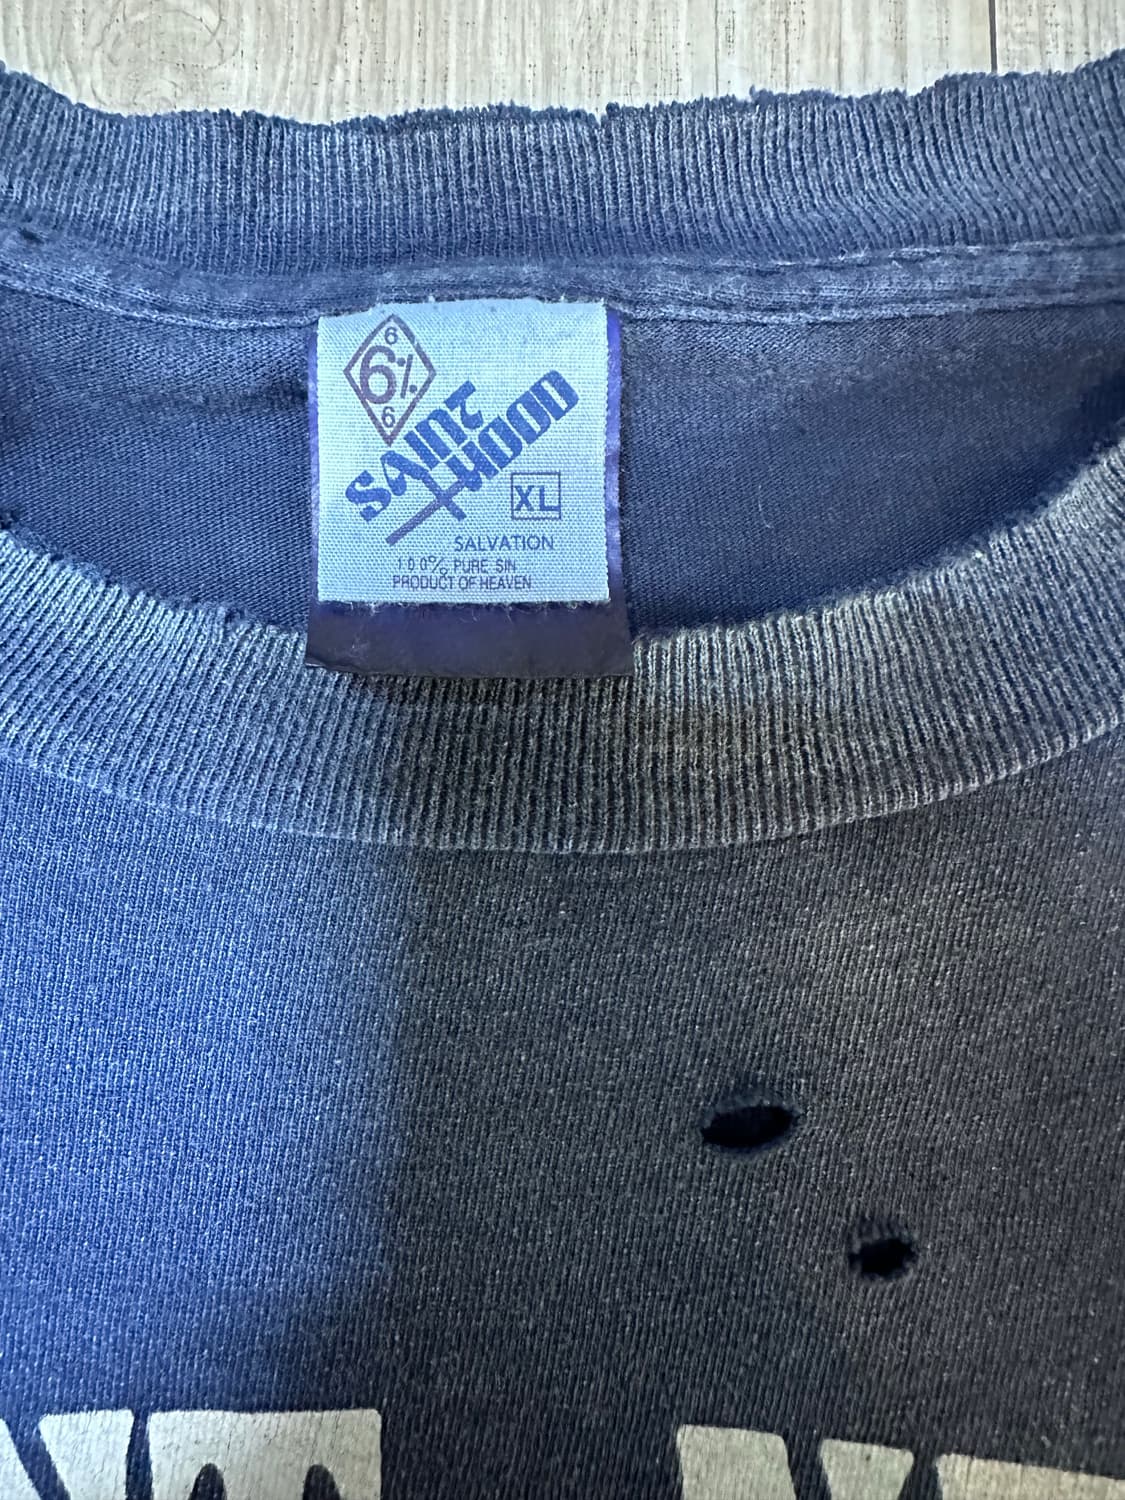 6
6%
6
SAINT
HOOD
XL
SALVATION
100% PURE SIN
PRODUCT OF HEAVEN